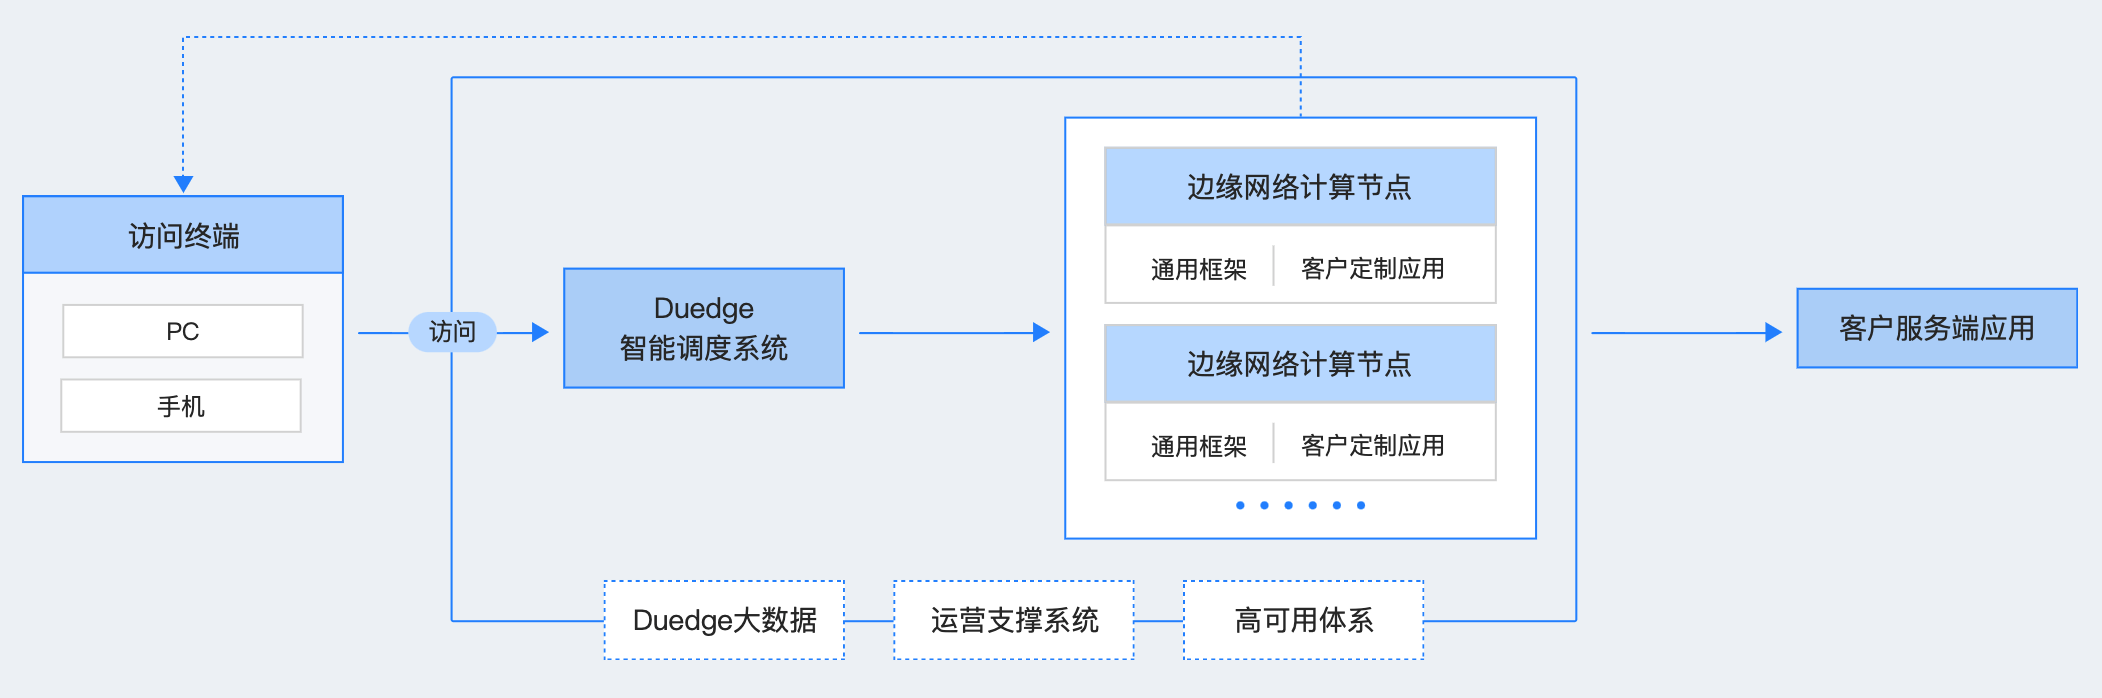 访问终端
PC
手机
访问
Duedge
智能调度系统
边缘网络计算节点
通用框架
客户定制应用
边缘网络计算节点
通用框架
客户定制应用
客户服务端应用
Duedge大数据
运营支撑系统
高可用体系